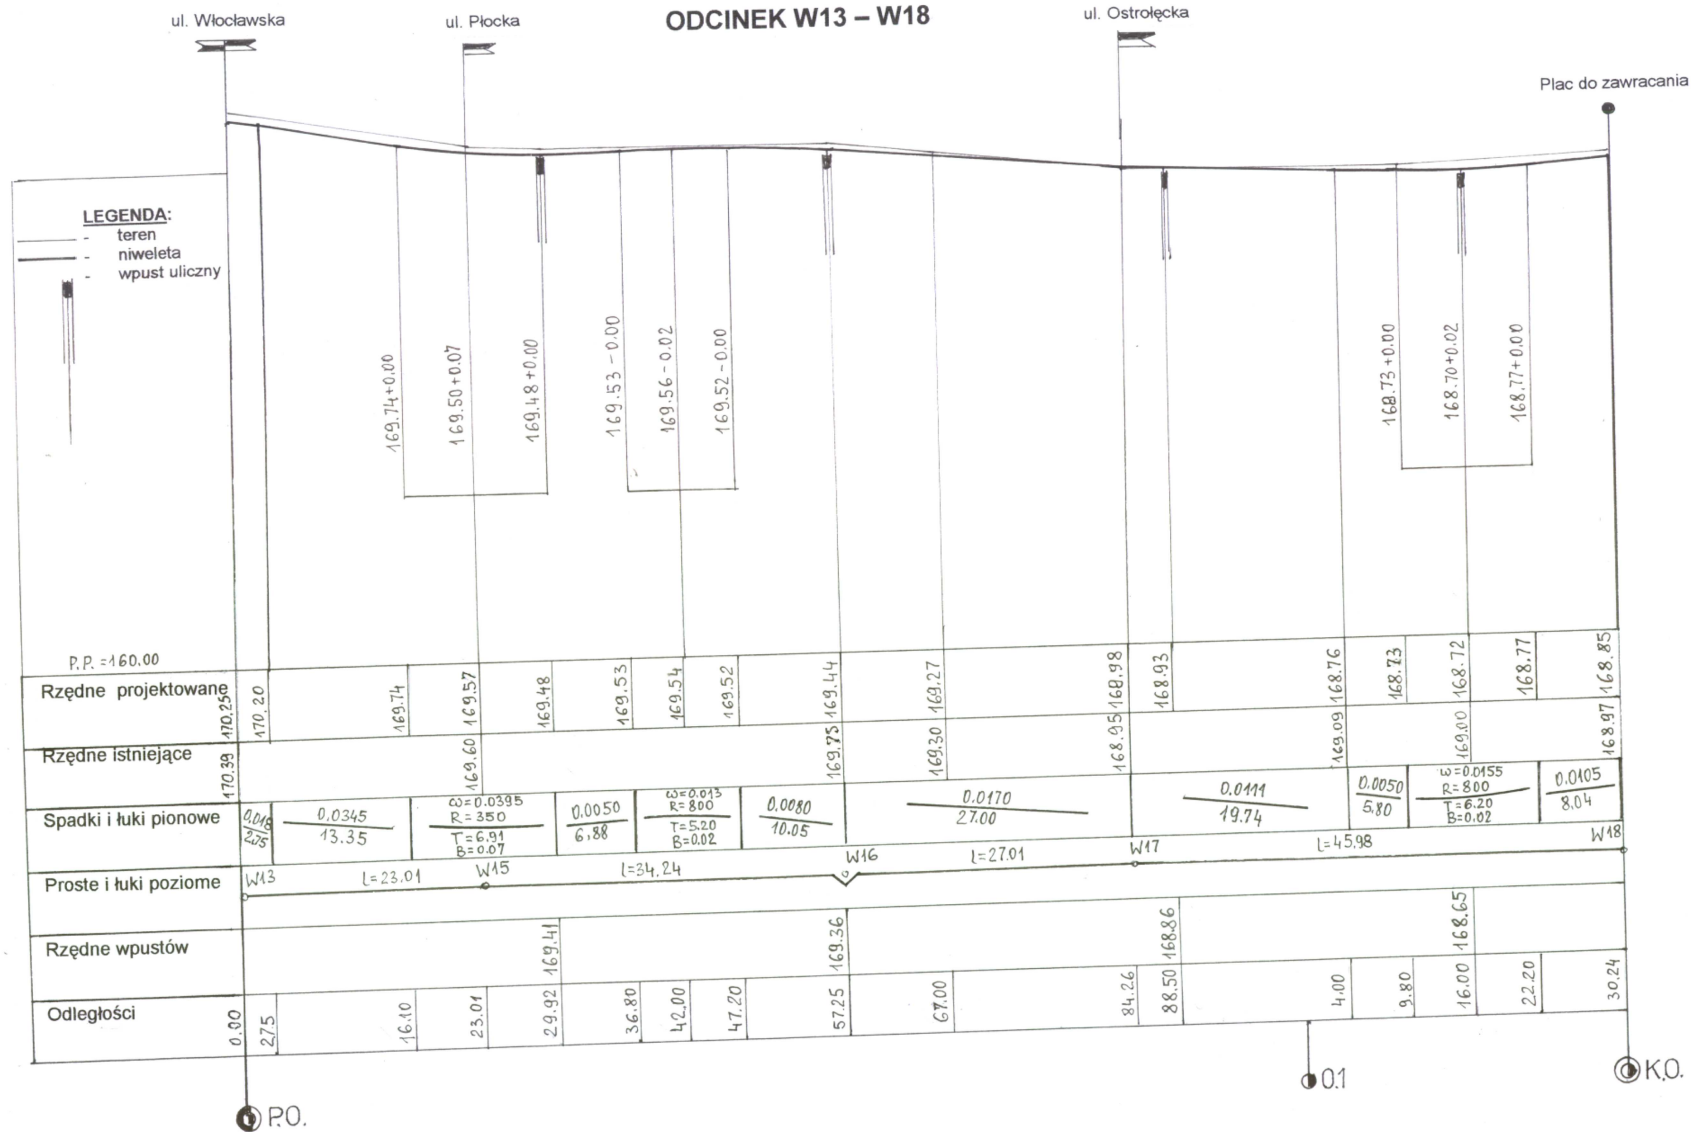 ODCINEK W13 – W18
ul. Włocławska
ul. Płocka
ul. Ostrołęcka
Plac do zawracania
LEGENDA:
- teren
- niweleta
- wpust uliczny
169.74+0.00
169.50+0.07
169.48+0.00
169.53-0.00
169.56-0.02
169.52-0.00
168.73+0.00
168.70+0.02
168.77+0.00
P.P.=160.00
Rzędne projektowane
170.25 170.20 169.74 169.57 169.48 169.53 169.54 169.52 169.44 169.27 168.98 168.93 168.76 168.73 168.72 168.77 168.85
Rzędne istniejące
170.39 169.60 169.75 169.30 168.95 169.09 169.00 168.97
Spadki i łuki pionowe
0,018
2,75
0.0345
13.35
ω=0.0395
R=350
T=6.91
B=0.07
0.0050
6,88
ω=0.013
R=800
T=5.20
B=0.02
0.0080
10.05
0.0170
27.00
0.0111
19.74
0.0050
5,80
ω=0.0155
R=800
T=6.20
B=0.02
0.0105
8,04
Proste i łuki poziome
W13 l=23.01 W15 l=34,24 W16 l=27.01 W17 l=45.98 W18
Rzędne wpustów
169.41 169.36 168.86 168.65
Odległości
0.00 27.5 16.10 23.01 29.92 36.80 42.00 47.20 57.25 67.00 84.26 88.50 4.00 9.80 16.00 22.20 30.24
P.O.
0.1
K.O.